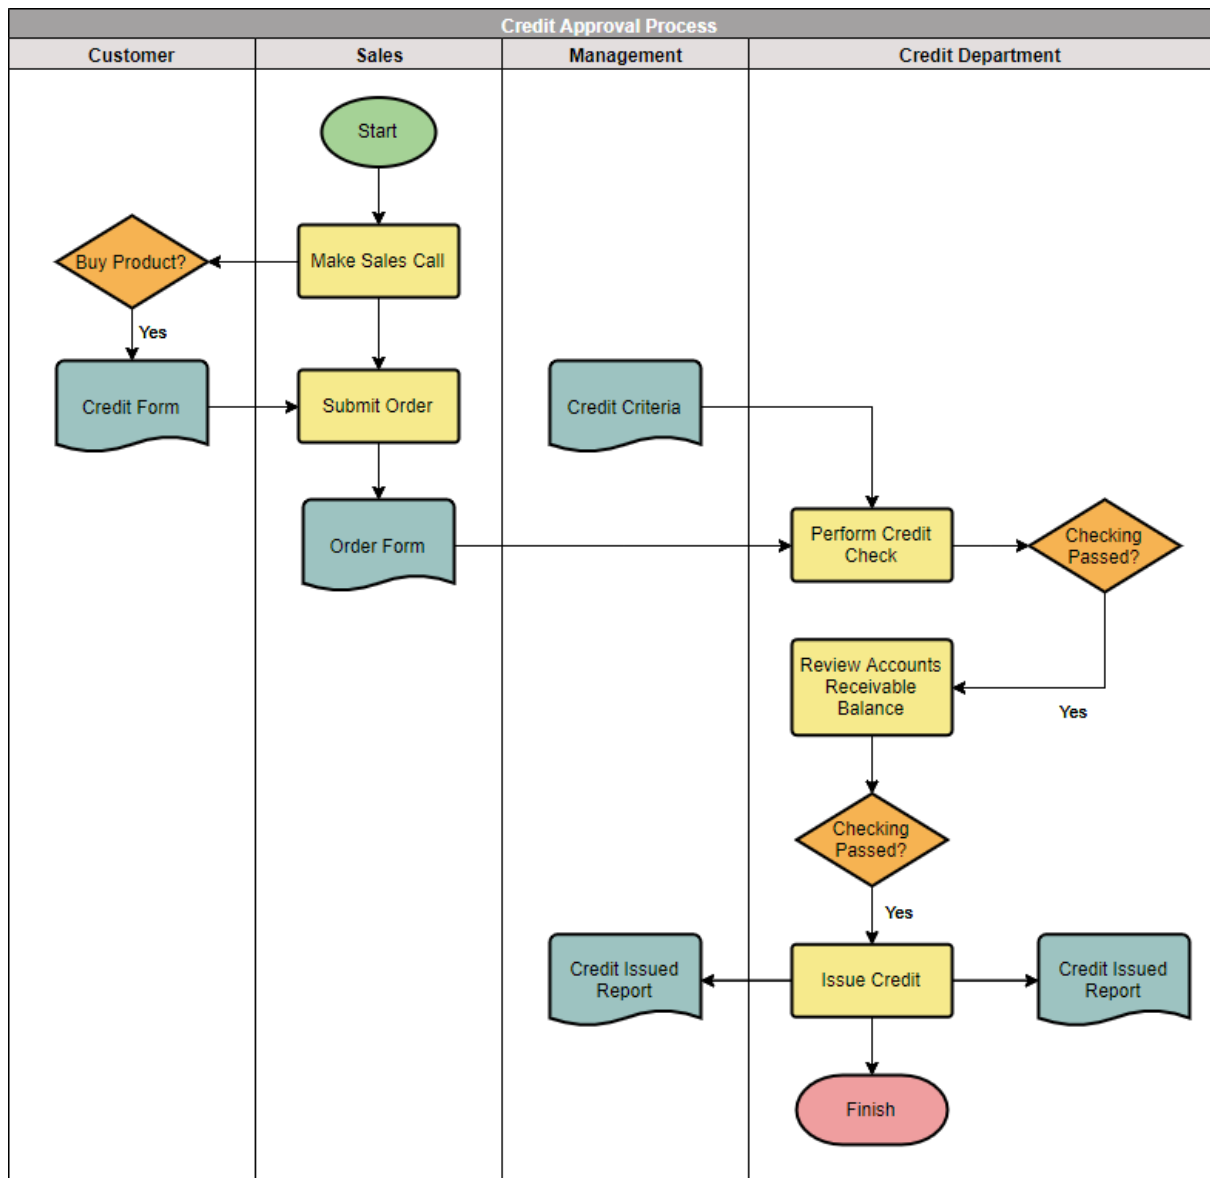 Credit Approval Process
Customer
Sales
Management
Credit Department
Start
Buy Product?
Make Sales Call
Yes
Credit Form
Submit Order
Credit Criteria
Order Form
Perform Credit
Check
Checking
Passed?
Review Accounts
Receivable
Balance
Yes
Checking
Passed?
Yes
Credit Issued
Report
Issue Credit
Credit Issued
Report
Finish